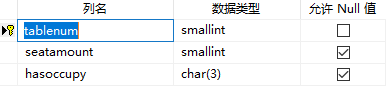 列名 数据类型 允许 Null 值
tablenum smallint
seatamount smallint
hasoccupy char(3)